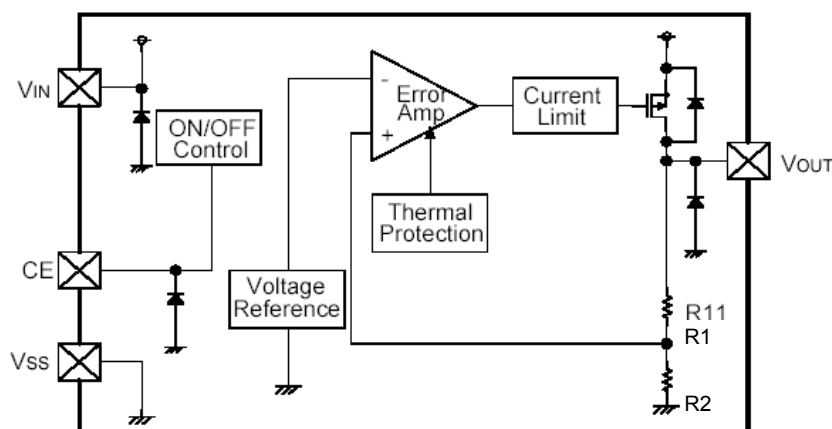 VIN
ON/OFF
Control
-
Error
Amp
+
Current
Limit
VOUT
Thermal
Protection
CE
Voltage
Reference
R11
R1
VSS
R2